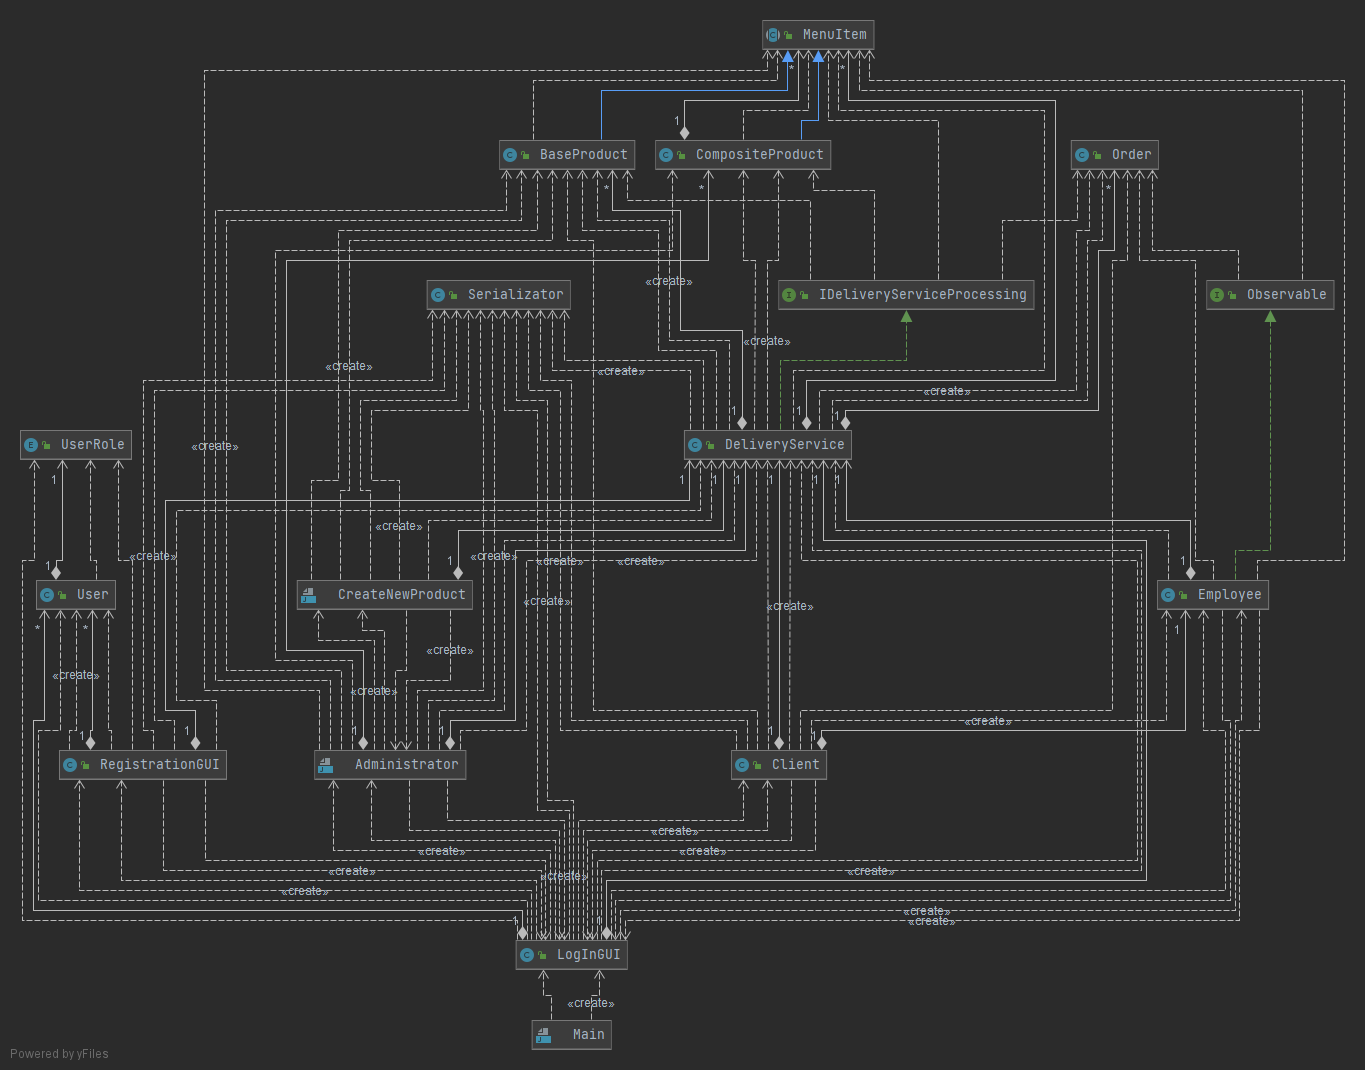 MenuItem
*
*
1
BaseProduct
CompositeProduct
Order
*
*
*
«create»
Serializator
IDeliveryServiceProcessing
Observable
«create»
«create»
«create»
«create»
1
1
1
UserRole
«create»
DeliveryService
1
1
1
1
1
1
1
«create»
«create»
«create»
«create»
«create»
1
1
1
User
CreateNewProduct
Employee
«create»
«create»
*
*
1
«create»
«create»
«create»
«create»
1
1
1
1
1
RegistrationGUI
Administrator
Client
«create»
«create»
«create»
«create»
«create»
«create»
«create»
«create»
«create»
1
1
LogInGUI
«create»
Main
Powered by yFiles